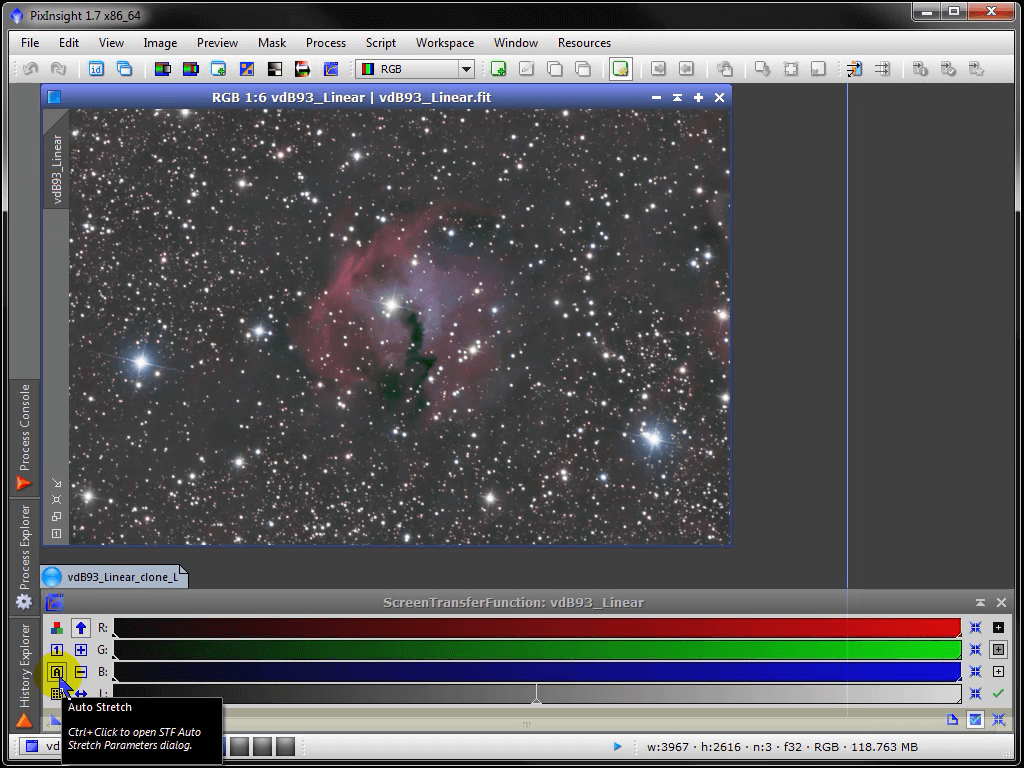 PixInsight 1.7 x86_64
File Edit View Image Preview Mask Process Script Workspace Window Resources
id RGB
RGB 1:6 vdB93_Linear | vdB93_Linear.fit
vdB93_Linear
Process Console
Process Explorer
History Explorer
vdB93_Linear_clone_L
ScreenTransferFunction: vdB93_Linear
R:
1 G:
A B:
L:
Auto Stretch
Ctrl+Click to open STF Auto
Stretch Parameters dialog.
vd
w:3967 · h:2616 · n:3 · f32 · RGB · 118.763 MB